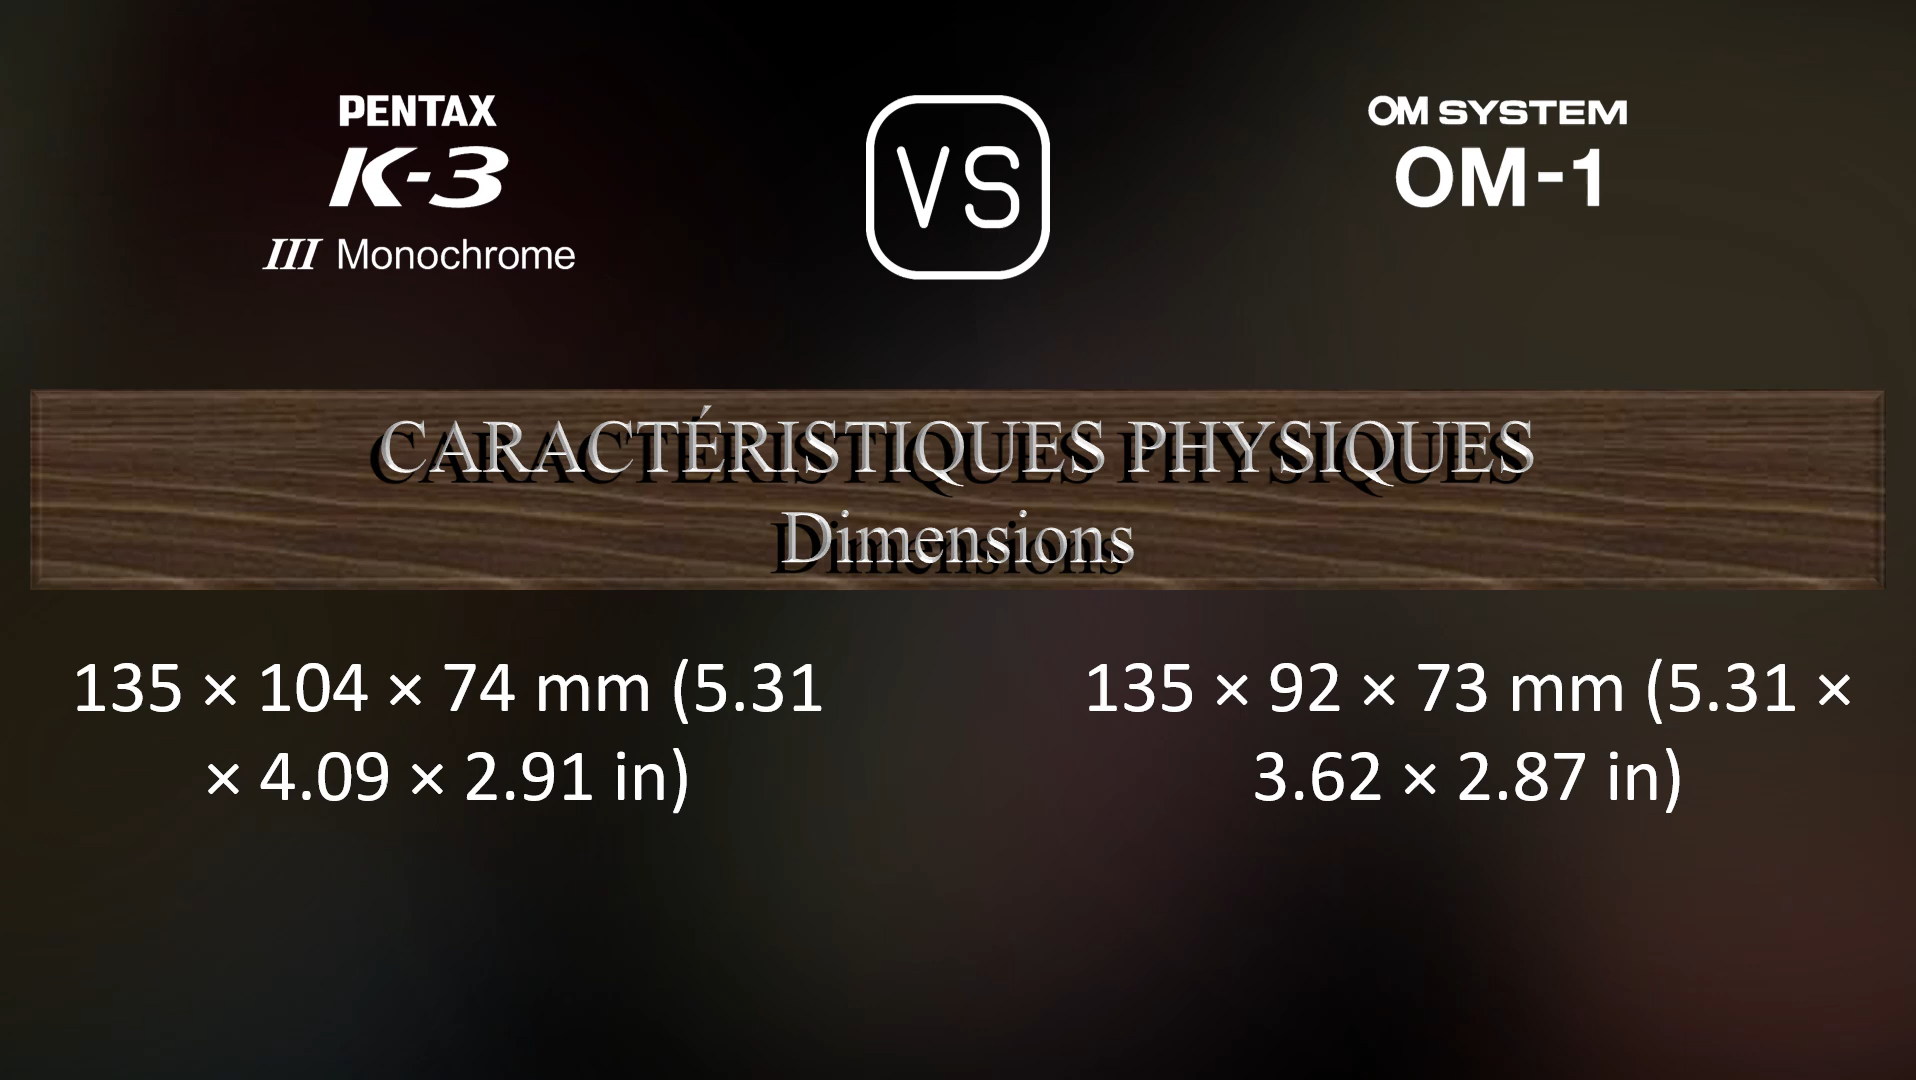 PENTAX
K-3
III Monochrome
VS
OM SYSTEM
OM-1
CARACTÉRISTIQUES PHYSIQUES
Dimensions
135 × 104 × 74 mm (5.31
× 4.09 × 2.91 in)
135 × 92 × 73 mm (5.31 ×
3.62 × 2.87 in)